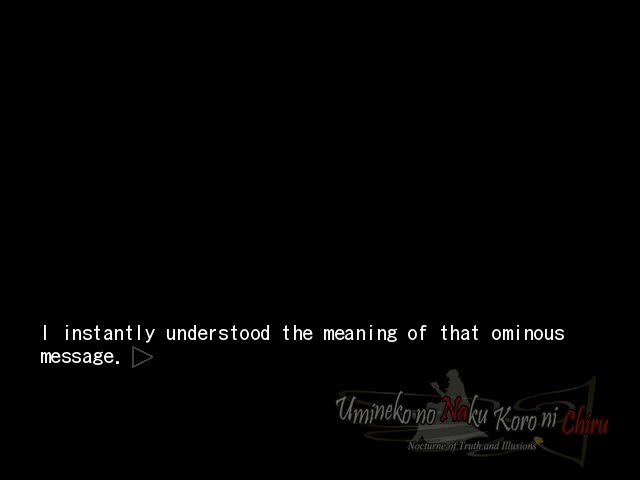 I instantly understood the meaning of that ominous
message.
Umineko no Naku Koro ni Chiru
Nocturne of Truth and Illusions